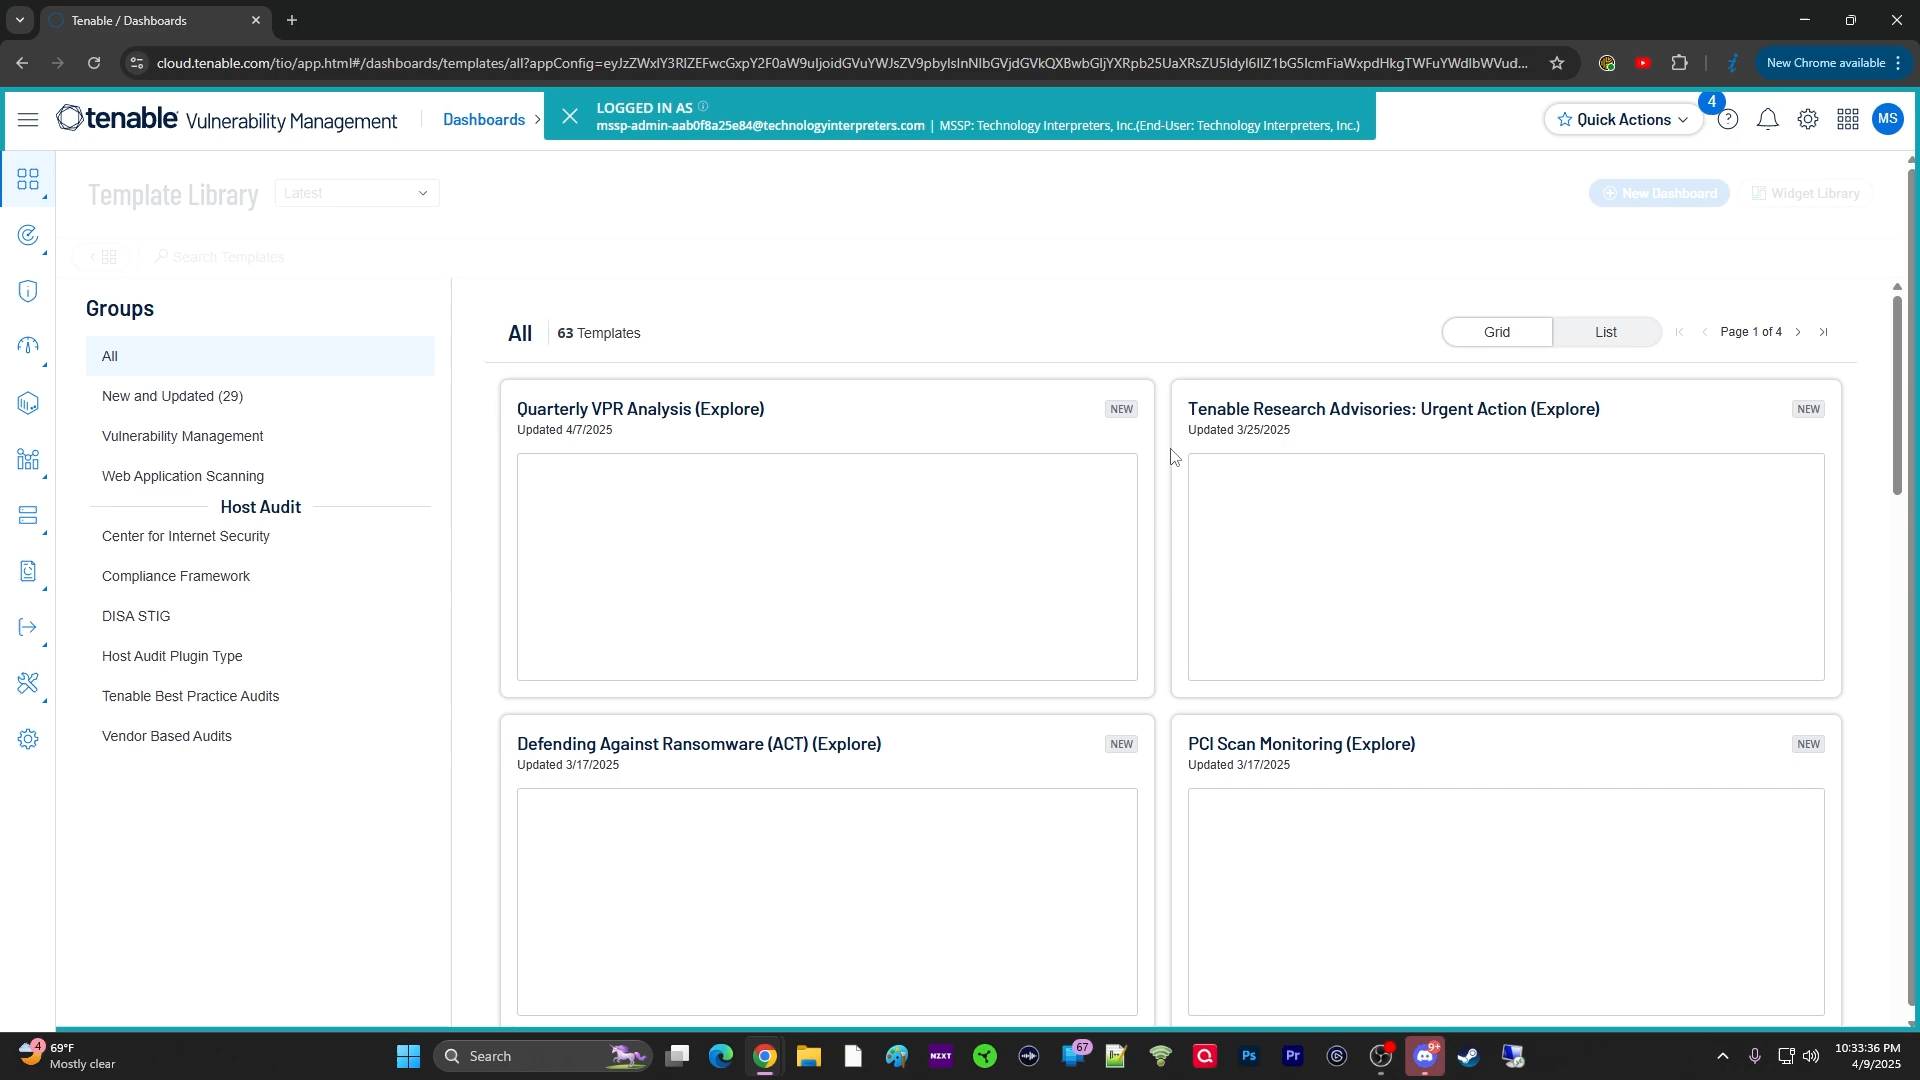 Tenable / Dashboards
cloud.tenable.com/tio/app.html#/dashboards/templates/all?appConfig=
New Chrome available
tenable Vulnerability Management
Dashboards
LOGGED IN AS
mssp-admin-aab0f8a25e84@technologyinterpreters.com | MSSP: Technology Interpreters, Inc.(End-User: Technology Interpreters, Inc.)
Quick Actions
4
MS
Template Library
Latest
New Dashboard
Widget Library
Search Templates
Groups
All
New and Updated (29)
Vulnerability Management
Web Application Scanning
Host Audit
Center for Internet Security
Compliance Framework
DISA STIG
Host Audit Plugin Type
Tenable Best Practice Audits
Vendor Based Audits
All
63 Templates
Grid
List
Page 1 of 4
Quarterly VPR Analysis (Explore)
NEW
Updated 4/7/2025
Tenable Research Advisories: Urgent Action (Explore)
NEW
Updated 3/25/2025
Defending Against Ransomware (ACT) (Explore)
NEW
Updated 3/17/2025
PCI Scan Monitoring (Explore)
NEW
Updated 3/17/2025
4
69°F
Mostly clear
Search
NZXT
67
Ps
Pr
9+
10:33:36 PM
4/9/2025